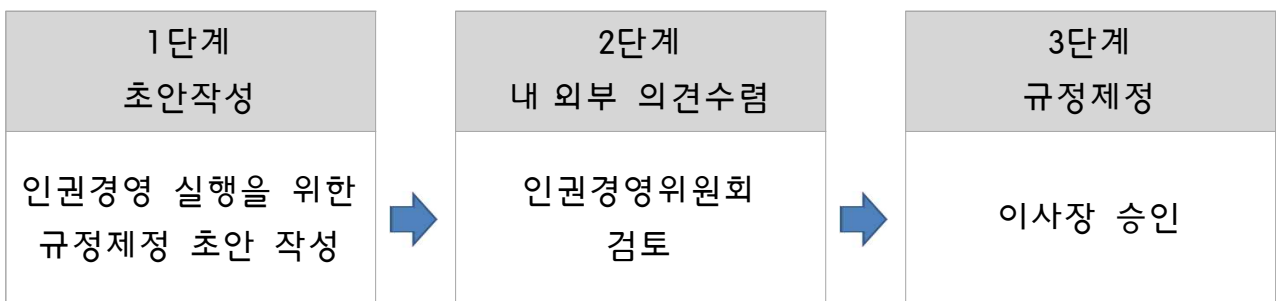 1단계
초안작성
인권경영 실행을 위한
규정제정 초안 작성
2단계
내 외부 의견수렴
인권경영위원회
검토
3단계
규정제정
이사장 승인